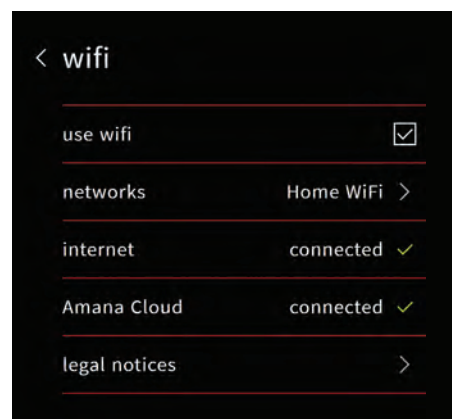 wifi
use wifi
networks Home WiFi
internet connected
Amana Cloud connected
legal notices